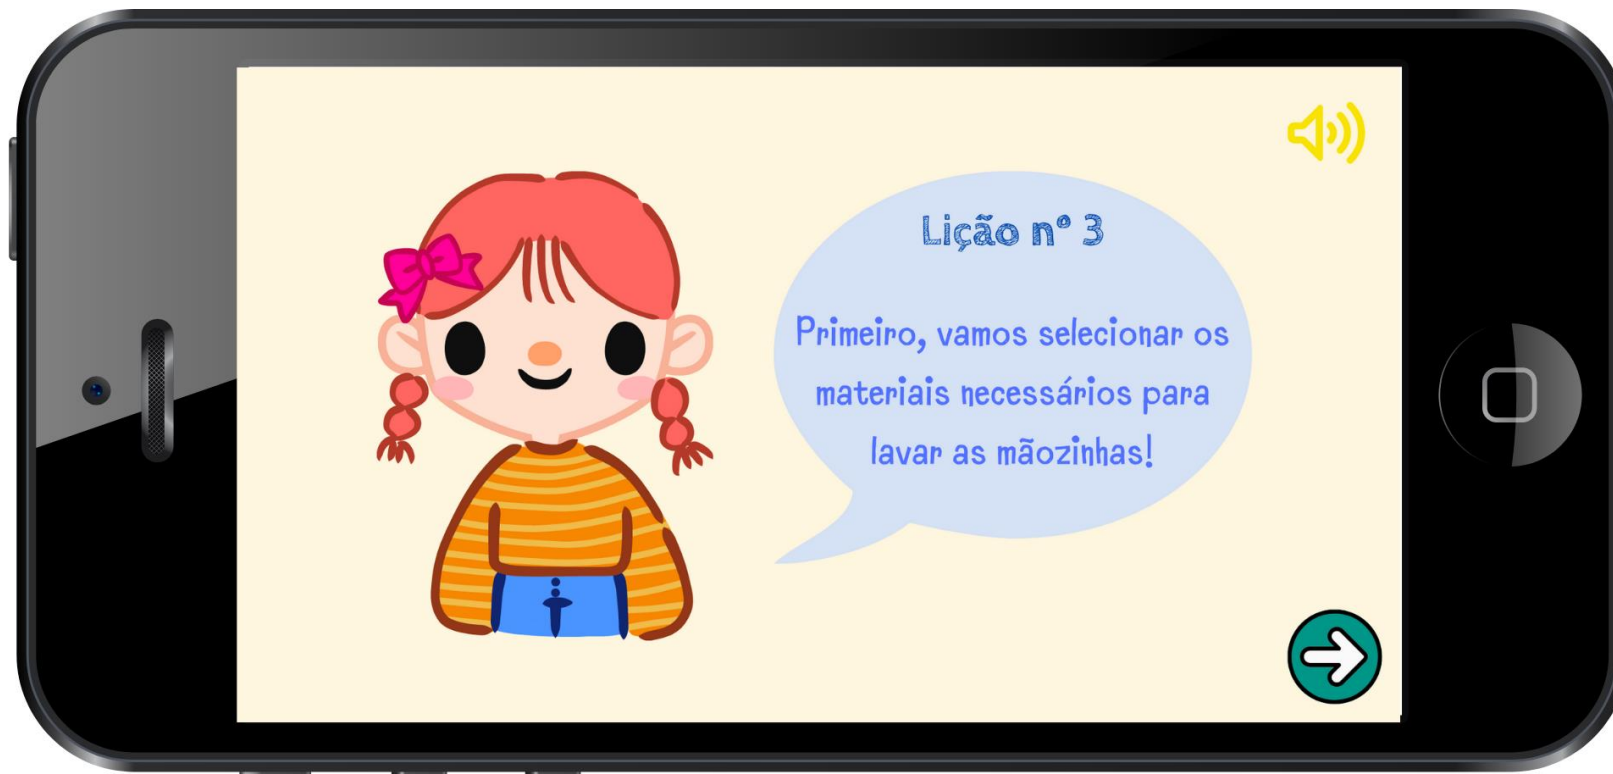 Lição nº 3
Primeiro, vamos selecionar os
materiais necessários para
lavar as mãozinhas!